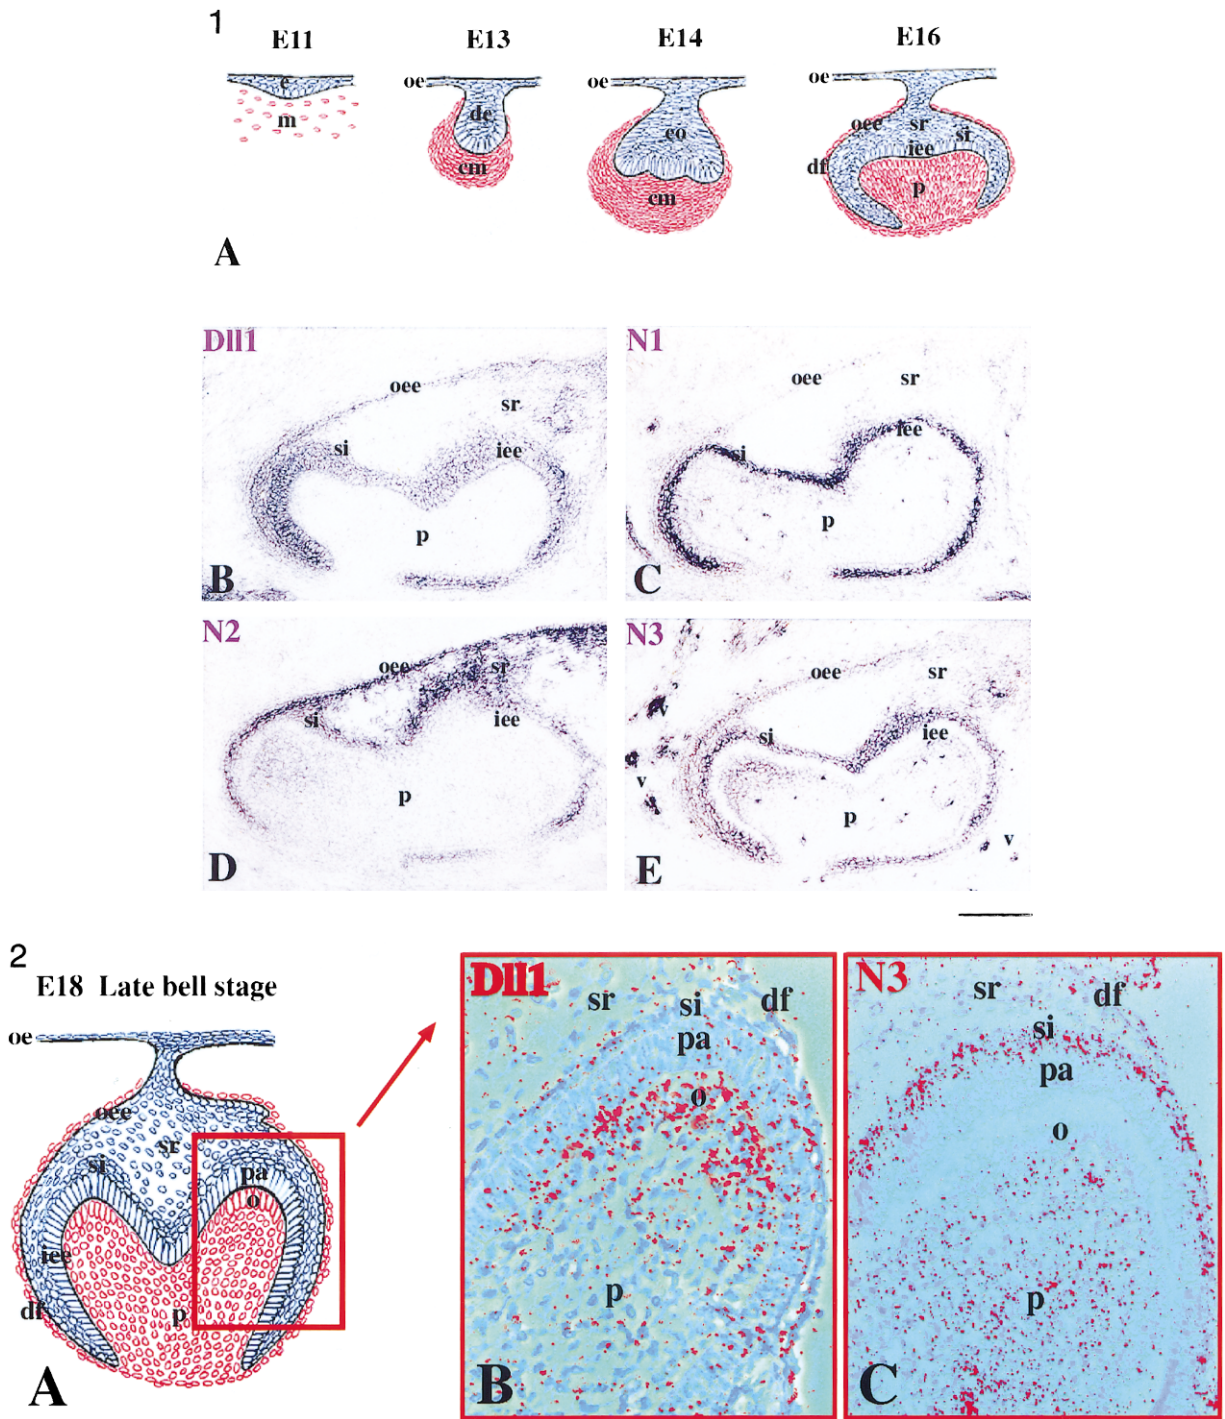 1
E11 E13 E14 E16
e oe oe oe
m de eo oee sr si
cm iee
df
cm p
A
Dll1 N1
oee oee sr
sr
si iee si iee
p p
B C
N2 N3
oee sr oee sr
v
si iee si iee
v
p p v
D E
2
E18 Late bell stage
oe
oee
sr
si pa
o
iee
df p
A
Dll1
sr si df
pa
o
p
B
N3
sr df
si
pa
o
p
C